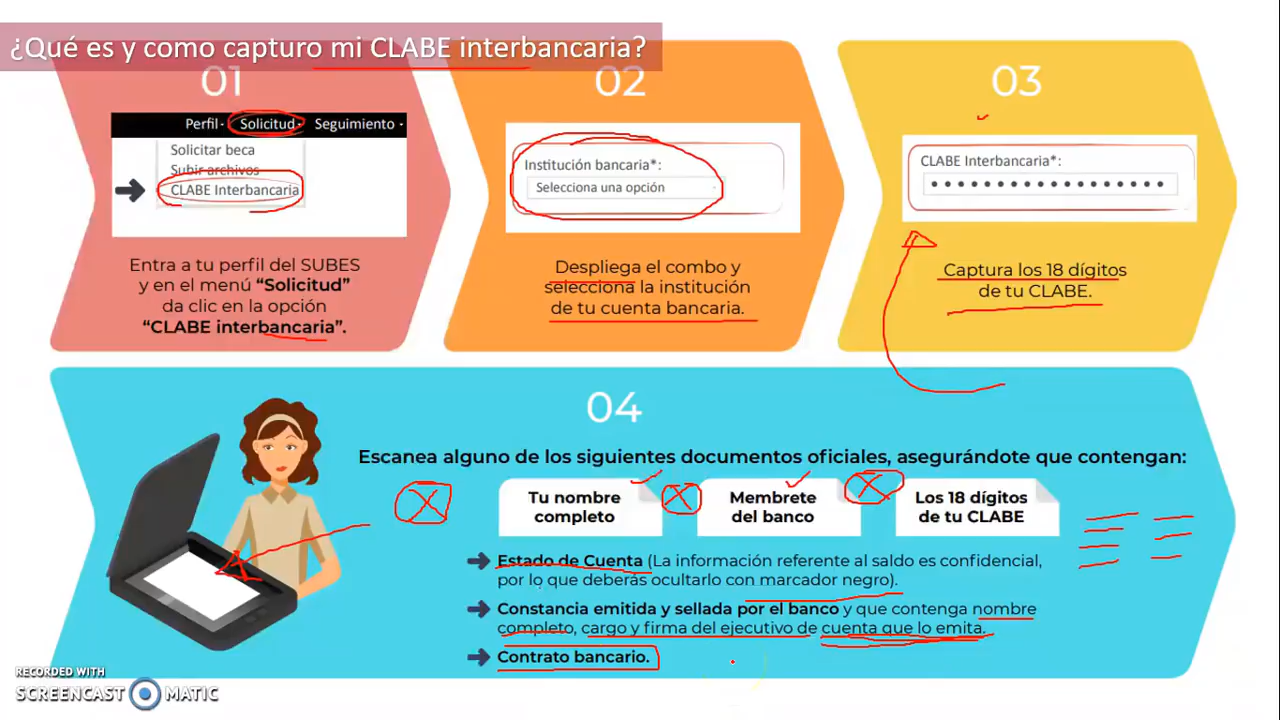 ¿Qué es y como capturo mi CLABE interbancaria?
01
Perfil
Solicitud
Seguimiento
Solicitar beca
Subir archivos
CLABE Interbancaria
Entra a tu perfil del SUBES
y en el menú “Solicitud”
da clic en la opción
“CLABE interbancaria”.
02
Institución bancaria*:
Selecciona una opción
Despliega el combo y
selecciona la institución
de tu cuenta bancaria.
03
CLABE Interbancaria*:
Captura los 18 dígitos
de tu CLABE.
04
Escanea alguno de los siguientes documentos oficiales, asegurándote que contengan:
Tu nombre
completo
Membrete
del banco
Los 18 dígitos
de tu CLABE
Estado de Cuenta (La información referente al saldo es confidencial,
por lo que deberás ocultarlo con marcador negro).
Constancia emitida y sellada por el banco y que contenga nombre
completo, cargo y firma del ejecutivo de cuenta que lo emita.
Contrato bancario.
RECORDED WITH
SCREENCAST MATIC